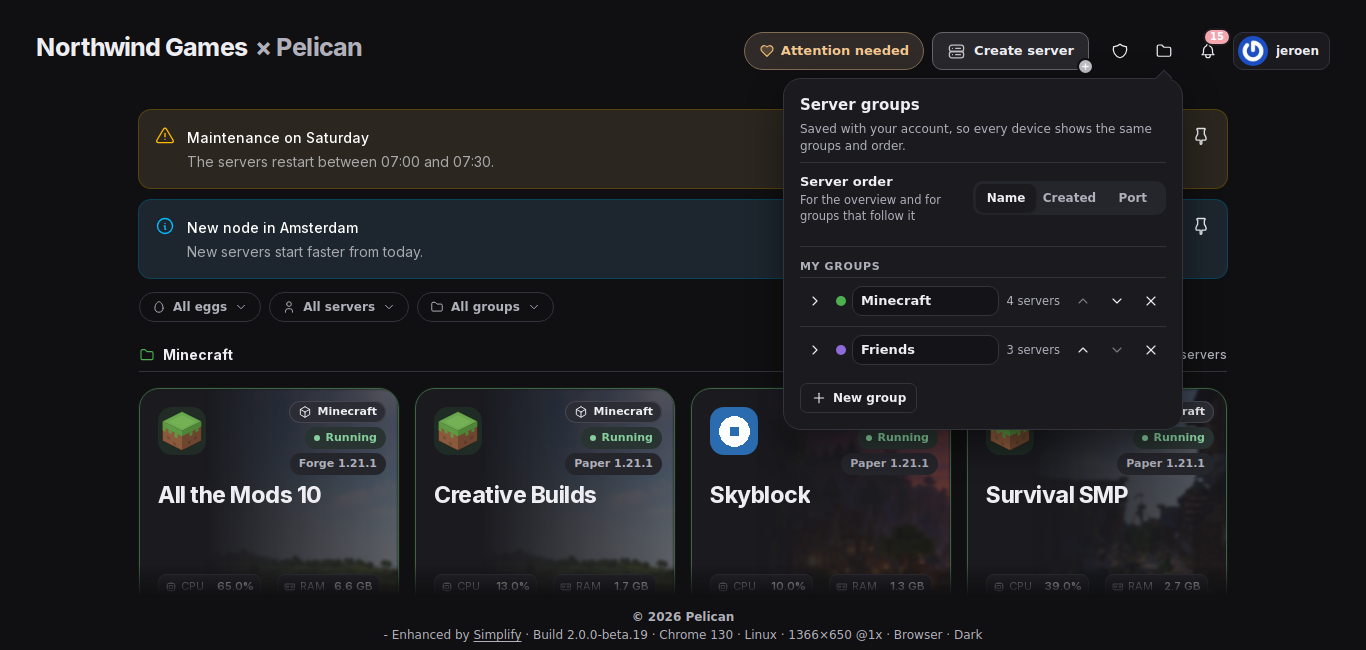 Northwind Games × Pelican
Attention needed
Create server
15
jeroen
Server groups
Saved with your account, so every device shows the same
groups and order.
Server order
For the overview and for
groups that follow it
Name
Created
Port
MY GROUPS
Minecraft
4 servers
Friends
3 servers
New group
Maintenance on Saturday
The servers restart between 07:00 and 07:30.
New node in Amsterdam
New servers start faster from today.
All eggs
All servers
All groups
Minecraft
servers
Minecraft
Running
Forge 1.21.1
All the Mods 10
CPU 65.0%
RAM 6.6 GB
Minecraft
Running
Paper 1.21.1
Creative Builds
CPU 13.0%
RAM 1.7 GB
Running
Paper 1.21.1
Skyblock
CPU 10.0%
RAM 1.3 GB
raft
Running
Paper 1.21.1
Survival SMP
CPU 39.0%
RAM 2.7 GB
© 2026 Pelican
- Enhanced by Simplify · Build 2.0.0-beta.19 · Chrome 130 · Linux · 1366×650 @1x · Browser · Dark